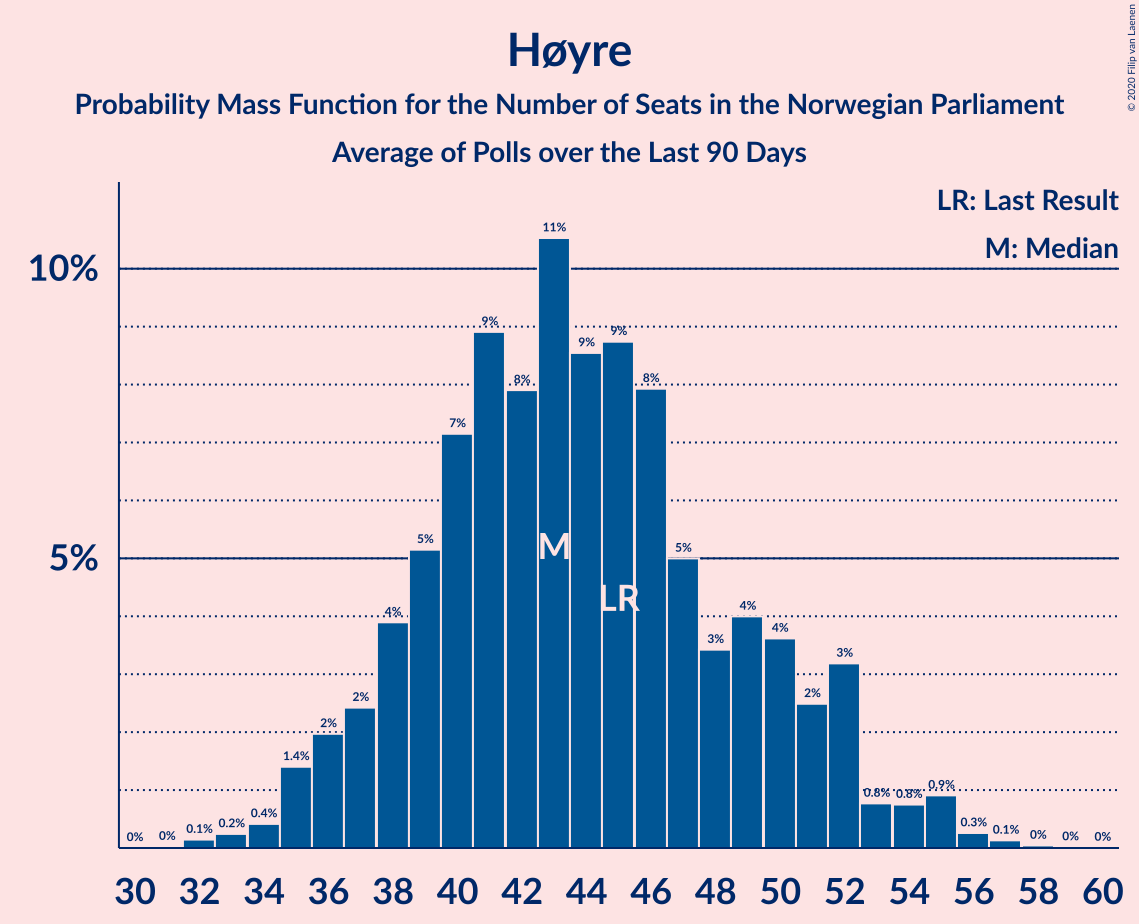 Høyre
Probability Mass Function for the Number of Seats in the Norwegian Parliament
Average of Polls over the Last 90 Days
© 2020 Filip van Laenen
LR: Last Result
M: Median
10%
5%
0% 0% 0.1% 0.2% 0.4% 1.4% 2% 2% 4% 5% 7% 9% 8% 11% 9% 9% 8% 5% 3% 4% 4% 2% 3% 0.8% 0.8% 0.9% 0.3% 0.1% 0% 0% 0%
M
LR
30 32 34 36 38 40 42 44 46 48 50 52 54 56 58 60